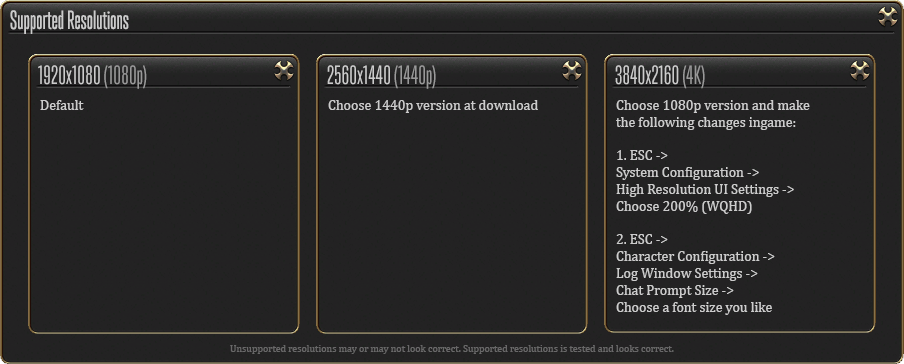 Supported Resolutions
1920x1080 (1080p)
Default
2560x1440 (1440p)
Choose 1440p version at download
3840x2160 (4K)
Choose 1080p version and make
the following changes ingame:
1. ESC ->
System Configuration ->
High Resolution UI Settings ->
Choose 200% (WQHD)
2. ESC ->
Character Configuration ->
Log Window Settings ->
Chat Prompt Size ->
Choose a font size you like
Unsupported resolutions may or may not look correct. Supported resolutions is tested and looks correct.